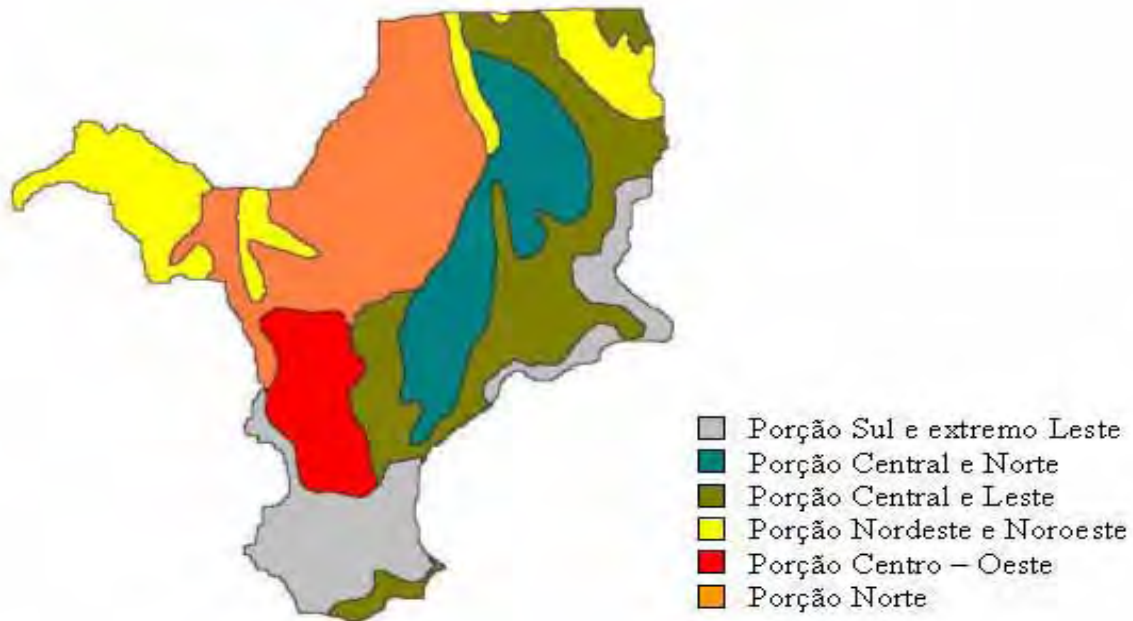 Porção Sul e extremo Leste
Porção Central e Norte
Porção Central e Leste
Porção Nordeste e Noroeste
Porção Centro – Oeste
Porção Norte